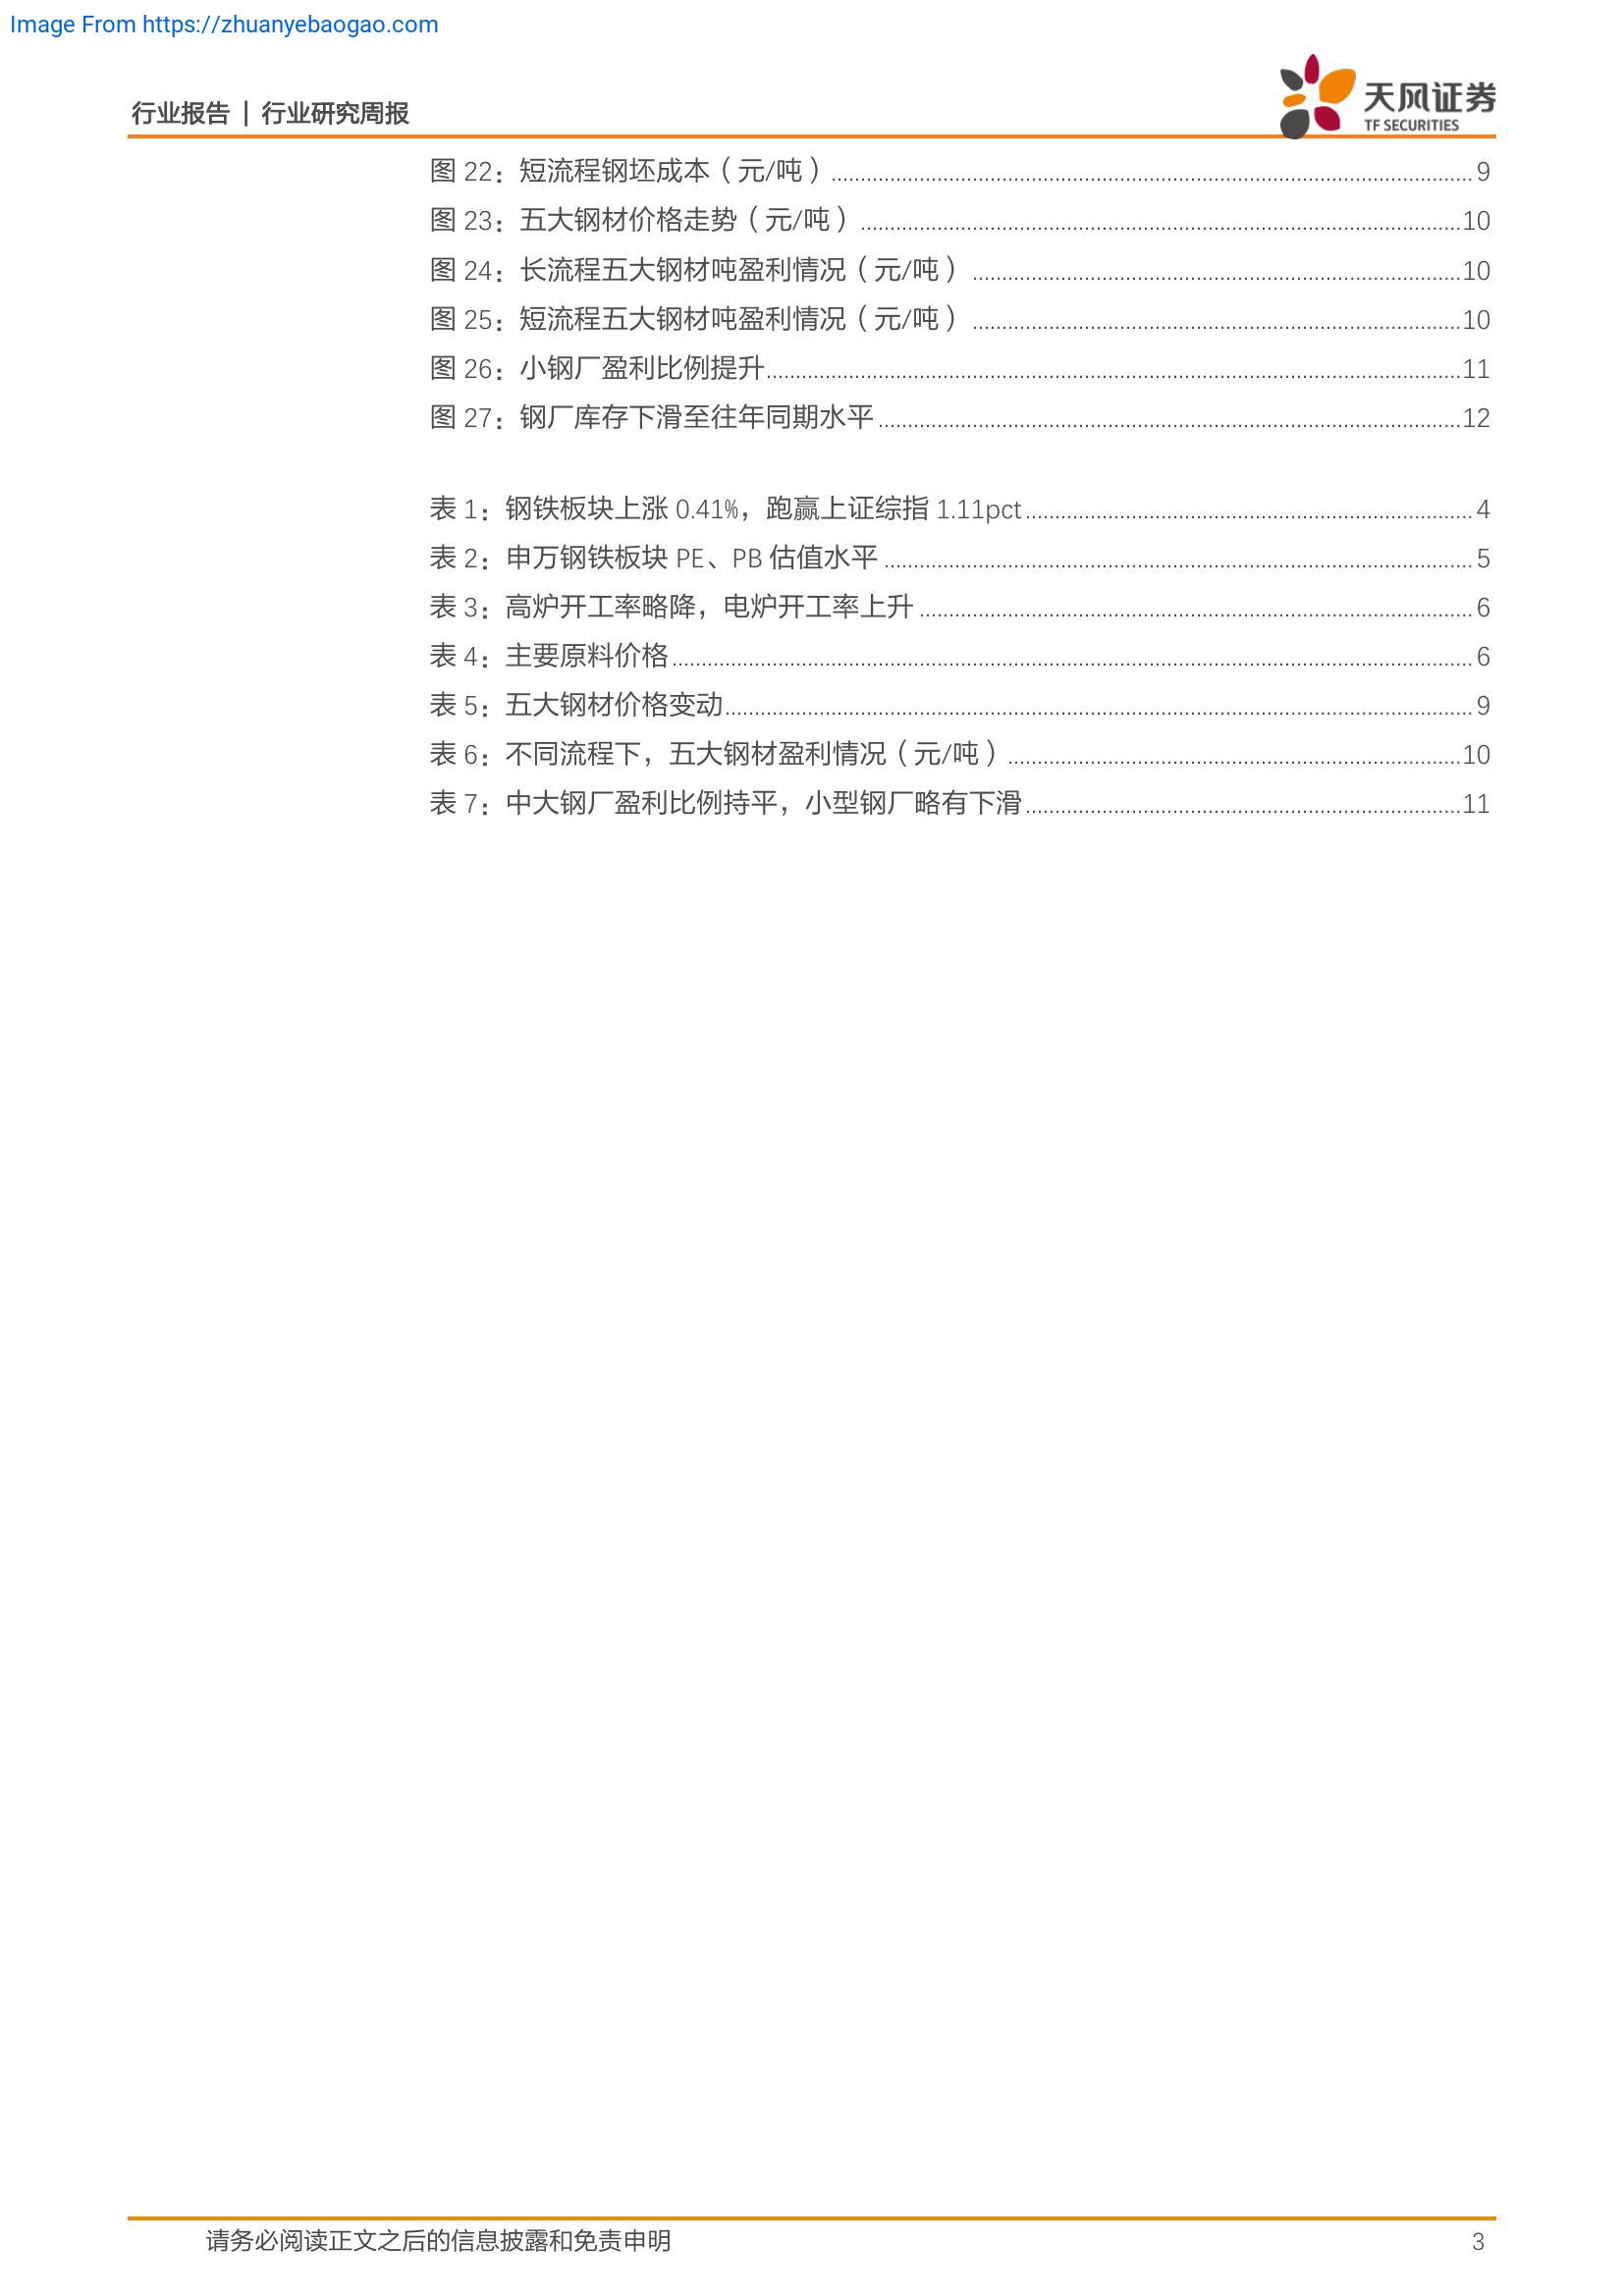 Image From https://zhuanyebaogao.com
行业报告 | 行业研究周报
天风证券
TF SECURITIES
图 22：短流程钢坯成本（元/吨）........................................ 9
图 23：五大钢材价格走势（元/吨）........................................10
图 24：长流程五大钢材吨盈利情况（元/吨）........................................10
图 25：短流程五大钢材吨盈利情况（元/吨）........................................10
图 26：小钢厂盈利比例提升........................................11
图 27：钢厂库存下滑至往年同期水平........................................12
表 1：钢铁板块上涨 0.41%，跑赢上证综指 1.11pct........................................ 4
表 2：申万钢铁板块 PE、PB 估值水平........................................ 5
表 3：高炉开工率略降，电炉开工率上升........................................ 6
表 4：主要原料价格........................................ 6
表 5：五大钢材价格变动........................................ 9
表 6：不同流程下，五大钢材盈利情况（元/吨）........................................10
表 7：中大钢厂盈利比例持平，小型钢厂略有下滑........................................11
请务必阅读正文之后的信息披露和免责申明 3